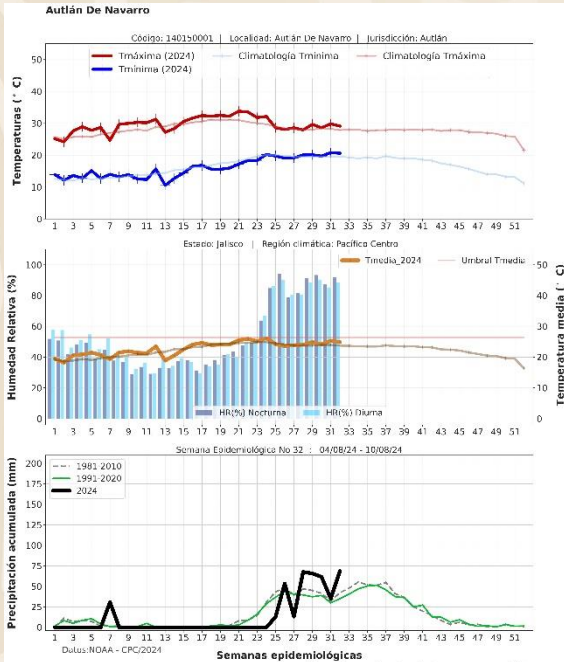 Autlán De Navarro
Código: 140150001 | Localidad: Autlán De Navarro | Jurisdicción: Autlán
Tmáxima (2024)
Climatología Tmínima
Climatología Tmáxima
Tmínima (2024)
Temperaturas (° C)
50
40
30
20
10
0
1 3 5 7 9 11 13 15 17 19 21 23 25 27 29 31 33 35 37 39 41 43 45 47 49 51
Estado: Jalisco | Región climática: Pacífico Centro
Tmedia_2024
Umbral Tmedia
Humedad Relativa (%)
100
80
60
40
20
0
50
40
30
20
10
0
Temperatura media (° C)
HR(%) Nocturna
HR(%) Diurna
1 3 5 7 9 11 13 15 17 19 21 23 25 27 29 31 33 35 37 39 41 43 45 47 49 51
Semana Epidemiológica No 32 : 04/08/24 - 10/08/24
1981 2010
1991-2020
2024
Precipitación acumulada (mm)
200
175
150
125
100
75
50
25
0
1 3 5 7 9 11 13 15 17 19 21 23 25 27 29 31 33 35 37 39 41 43 45 47 49 51
Datos:NOAA - CPC/2024
Semanas epidemiológicas